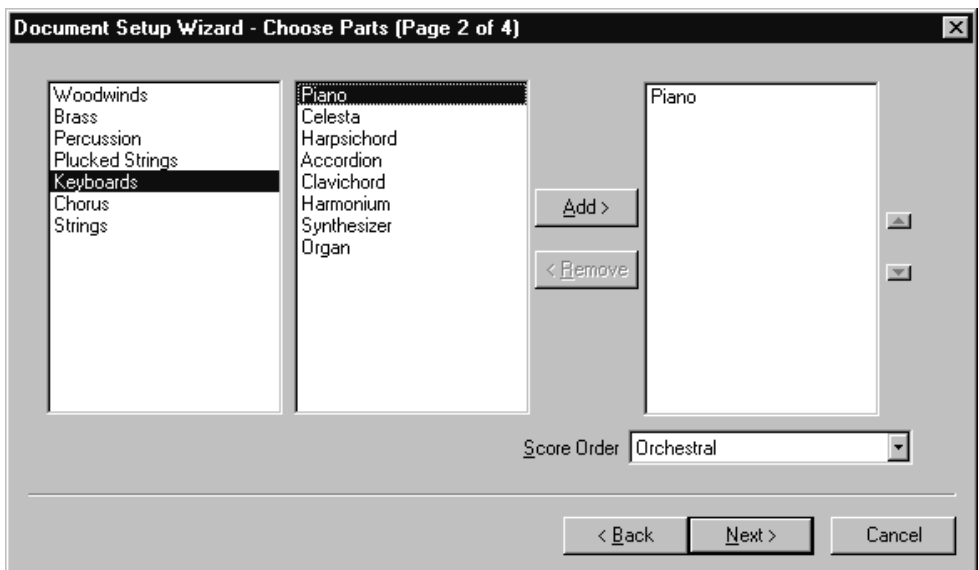 Document Setup Wizard - Choose Parts (Page 2 of 4)
Woodwinds
Brass
Percussion
Plucked Strings
Keyboards
Chorus
Strings
Piano
Celesta
Harpsichord
Accordion
Clavichord
Harmonium
Synthesizer
Organ
Add >
< Remove
Piano
Score Order Orchestral
< Back Next > Cancel